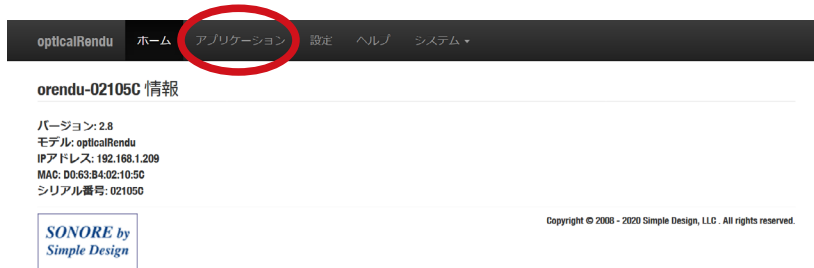 opticalRendu ホーム アプリケーション 設定 ヘルプ システム
orendu-02105C 情報
バージョン: 2.8
モデル: opticalRendu
IPアドレス: 192.168.1.209
MAC: D0:63:B4:02:10:5C
シリアル番号: 02105C
Copyright © 2008 - 2020 Simple Design, LLC . All rights reserved.
SONORE by
Simple Design